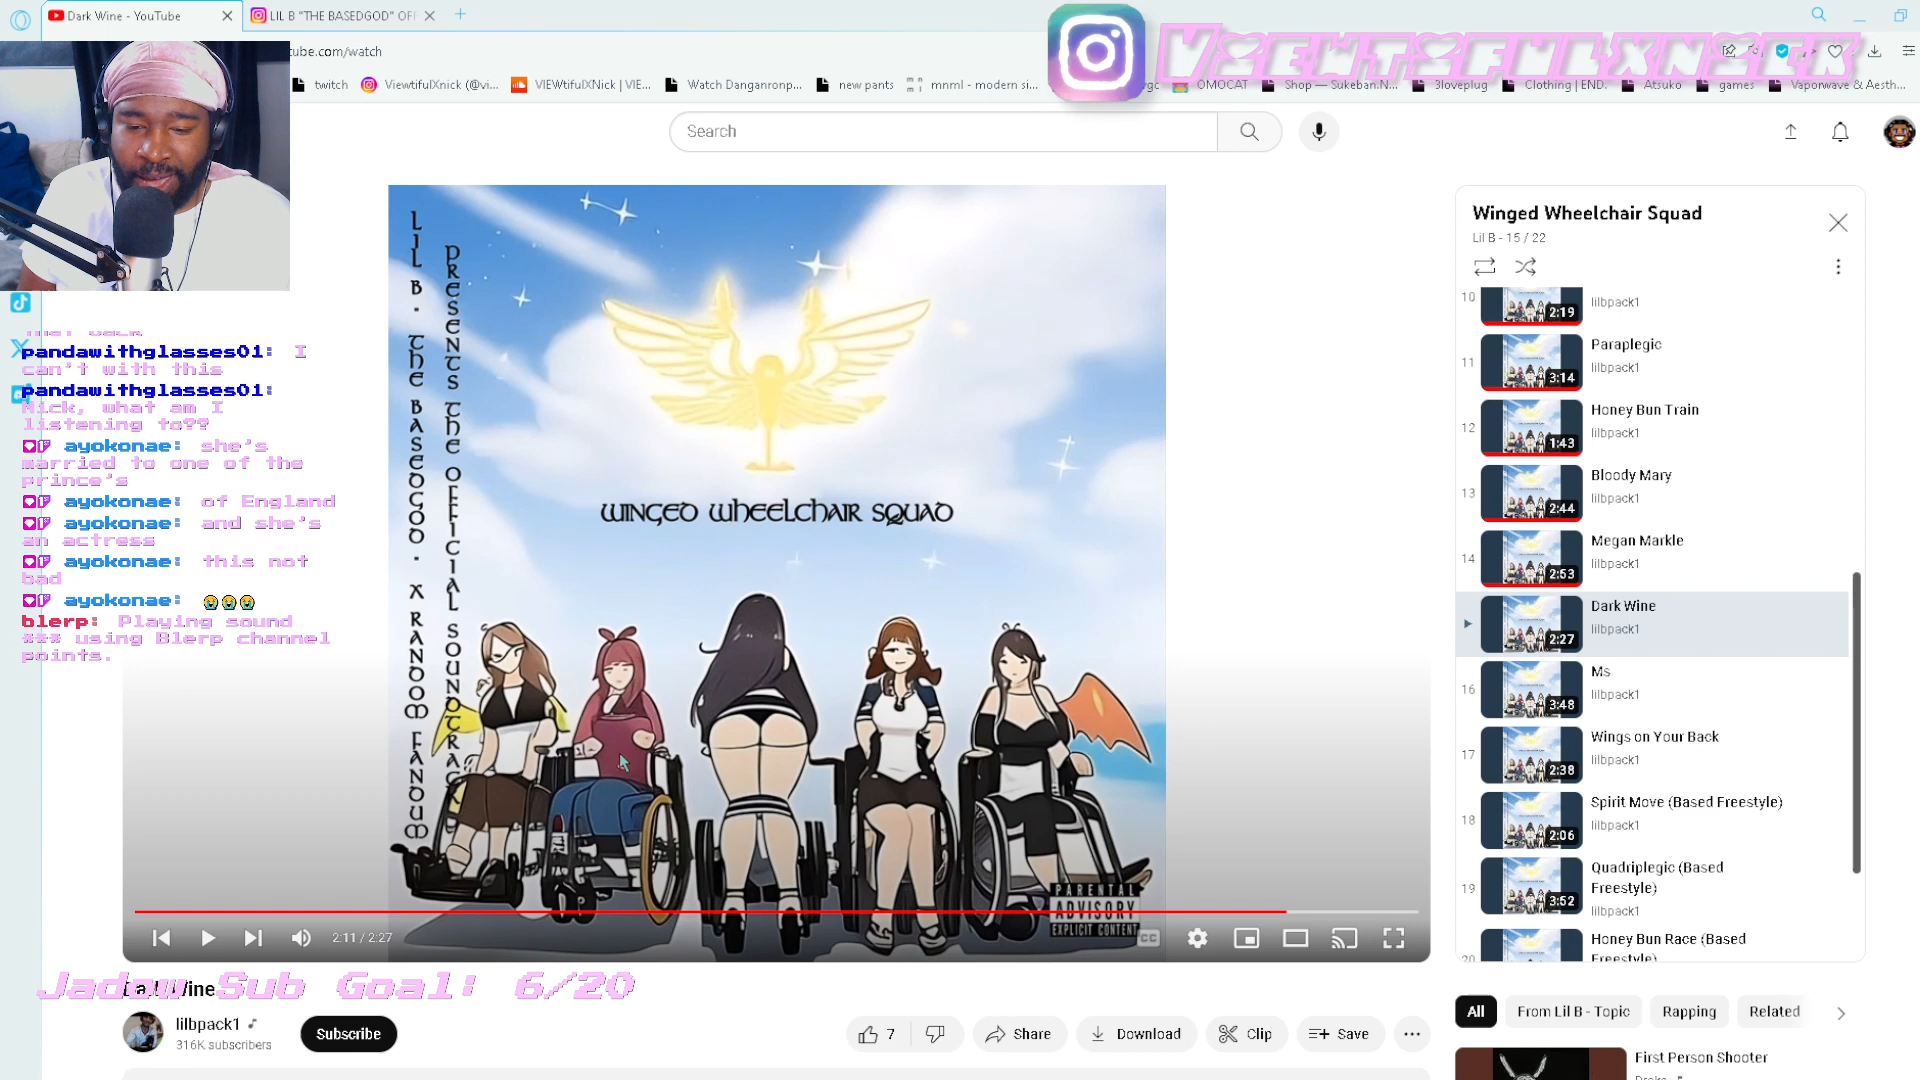 Dark Wine - YouTube
LIL B "THE BASEDGOD" OF
tube.com/watch
twitch
ViewtifulXnick (@vi...
VIEWtifulXNick | VIE...
Watch Danganronp...
new pants
mnml - modern si...
OMOCAT
Shop — Sukeban.N...
3loveplug
Clothing | END.
Atsuko
games
Vaporwave & Aesth...
Search
LIL B - THE BASEDGOD - X RANDOM FANDUM
PRESENTS THE OFFICIAL SOUNDTRACK
WINGED WHEELCHAIR SQUAD
PARENTAL
ADVISORY
EXPLICIT CONTENT
pandawithglasses01: I
can't with this
pandawithglasses01:
Nick, what am I
listening to??
ayokonae: she's
married to one of the
prince's
ayokonae: of England
ayokonae: and she's
an actress
ayokonae: this not
bad
ayokonae: 😭😭😭
blerp: Playing sound
*** using Blerp channel
points.
2:11 / 2:27
CC
Jadow Sub Goal: 6/20
lilbpack1
316K subscribers
Subscribe
7
Share
Download
Clip
Save
Winged Wheelchair Squad
Lil B - 15 / 22
10
2:19
lilbpack1
11
3:14
Paraplegic
lilbpack1
12
1:43
Honey Bun Train
lilbpack1
13
2:44
Bloody Mary
lilbpack1
14
2:53
Megan Markle
lilbpack1
2:27
Dark Wine
lilbpack1
16
3:48
Ms
lilbpack1
17
2:38
Wings on Your Back
lilbpack1
18
2:06
Spirit Move (Based Freestyle)
lilbpack1
19
3:52
Quadriplegic (Based
Freestyle)
lilbpack1
20
Honey Bun Race (Based
Freestyle)
All
From Lil B - Topic
Rapping
Related
First Person Shooter